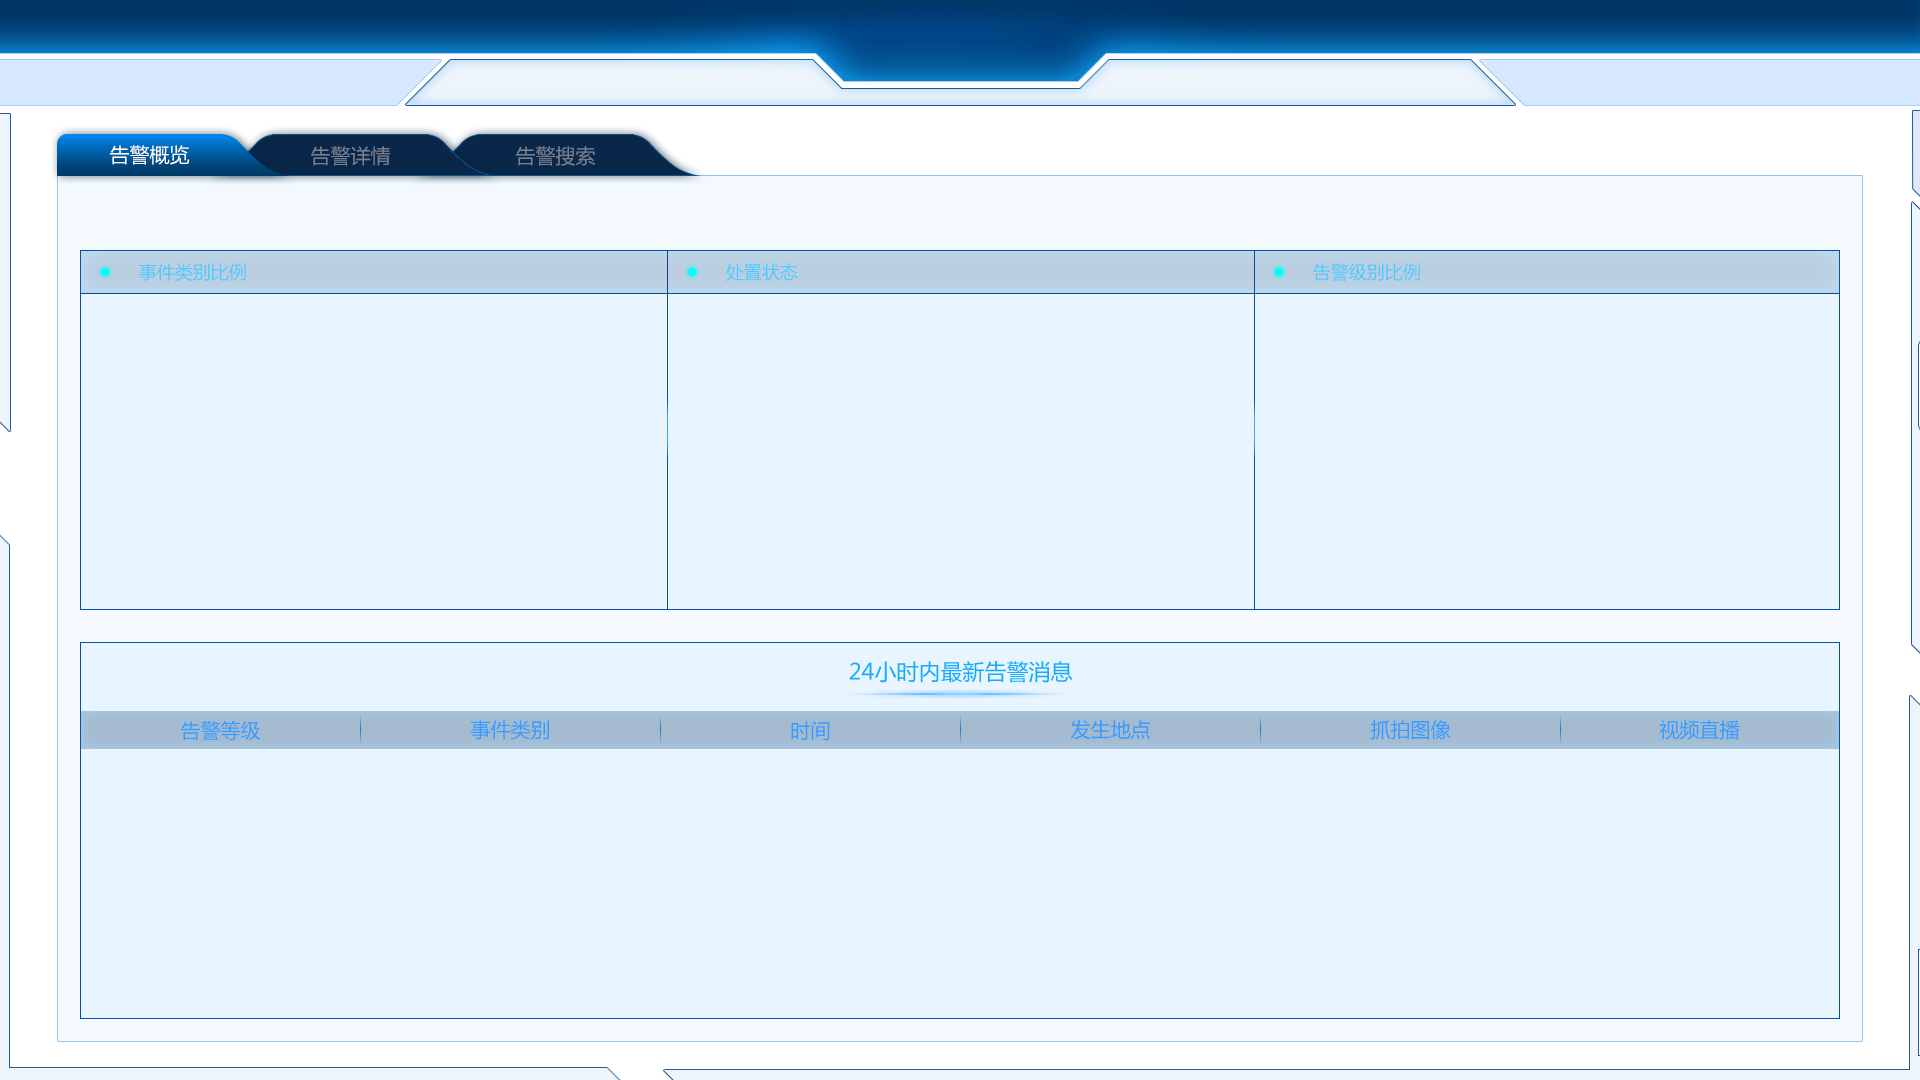 告警概览 告警详情 告警搜索
事件类别比例 处置状态 告警级别比例
24小时内最新告警消息
告警等级 事件类别 时间 发生地点 抓拍图像 视频直播